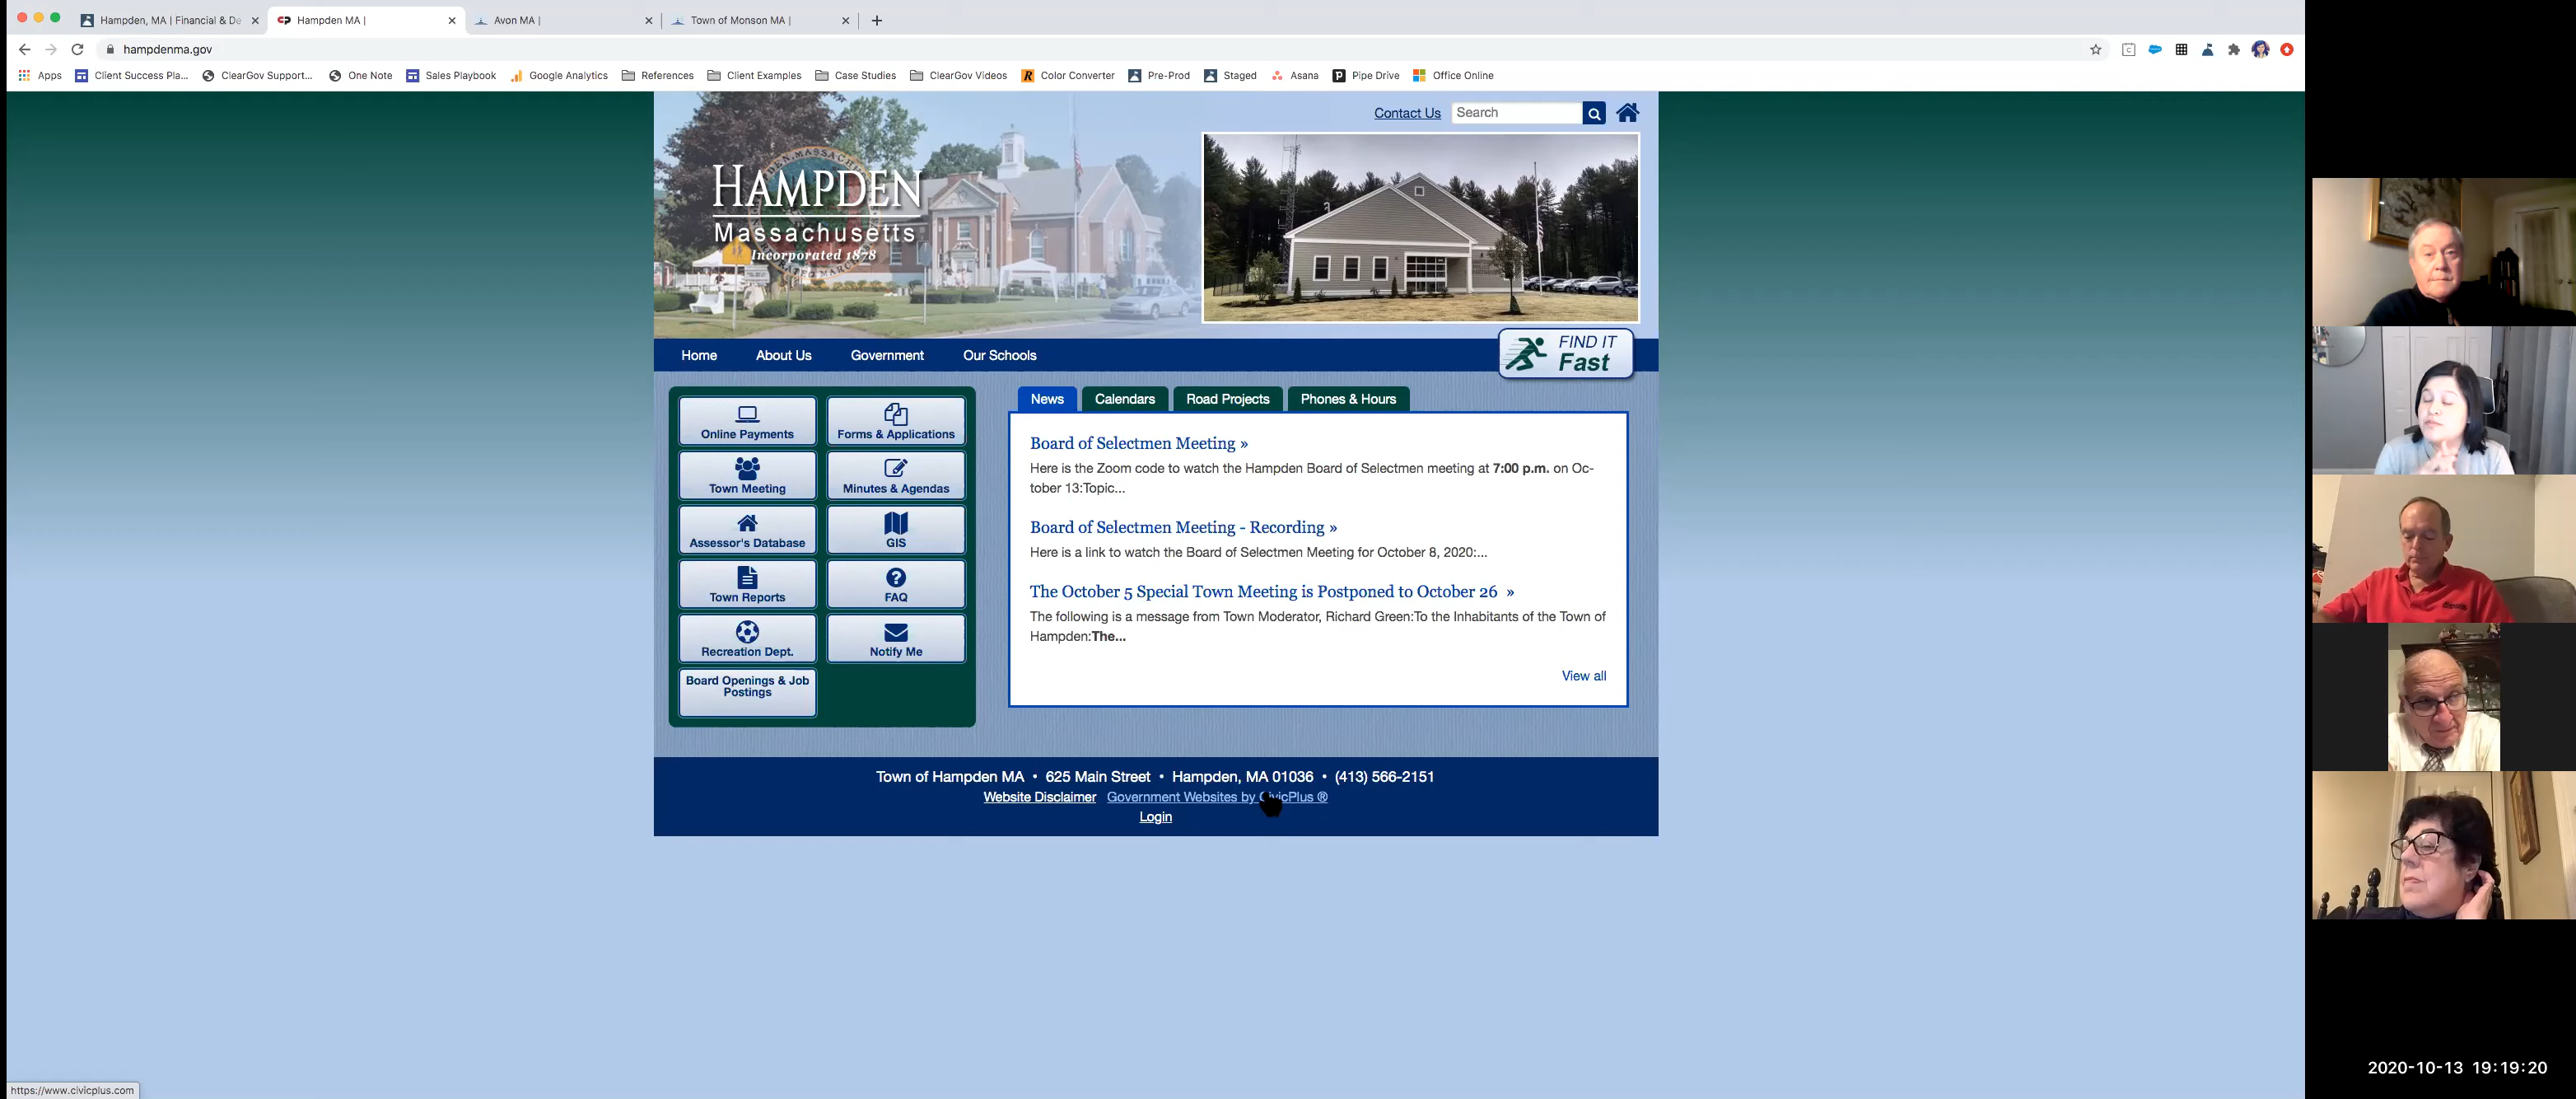 Hampden, MA | Financial & De
Hampden MA |
Avon MA |
Town of Monson MA |
hampdenma.gov
Apps
Client Success Pla...
ClearGov Support...
One Note
Sales Playbook
Google Analytics
References
Client Examples
Case Studies
ClearGov Videos
Color Converter
Pre-Prod
Staged
Asana
Pipe Drive
Office Online
Contact Us
Search
HAMPDEN
Massachusetts
Incorporated 1878
Home
About Us
Government
Our Schools
FIND IT
Fast
Online Payments
Forms & Applications
Town Meeting
Minutes & Agendas
Assessor's Database
GIS
Town Reports
FAQ
Recreation Dept.
Notify Me
Board Openings & Job
Postings
News
Calendars
Road Projects
Phones & Hours
Board of Selectmen Meeting »
Here is the Zoom code to watch the Hampden Board of Selectmen meeting at 7:00 p.m. on Oc-
tober 13:Topic...
Board of Selectmen Meeting - Recording »
Here is a link to watch the Board of Selectmen Meeting for October 8, 2020:...
The October 5 Special Town Meeting is Postponed to October 26 »
The following is a message from Town Moderator, Richard Green:To the Inhabitants of the Town of
Hampden:The...
View all
Town of Hampden MA • 625 Main Street • Hampden, MA 01036 • (413) 566-2151
Website Disclaimer Government Websites by CivicPlus ®
Login
https://www.civicplus.com
2020-10-13 19:19:20